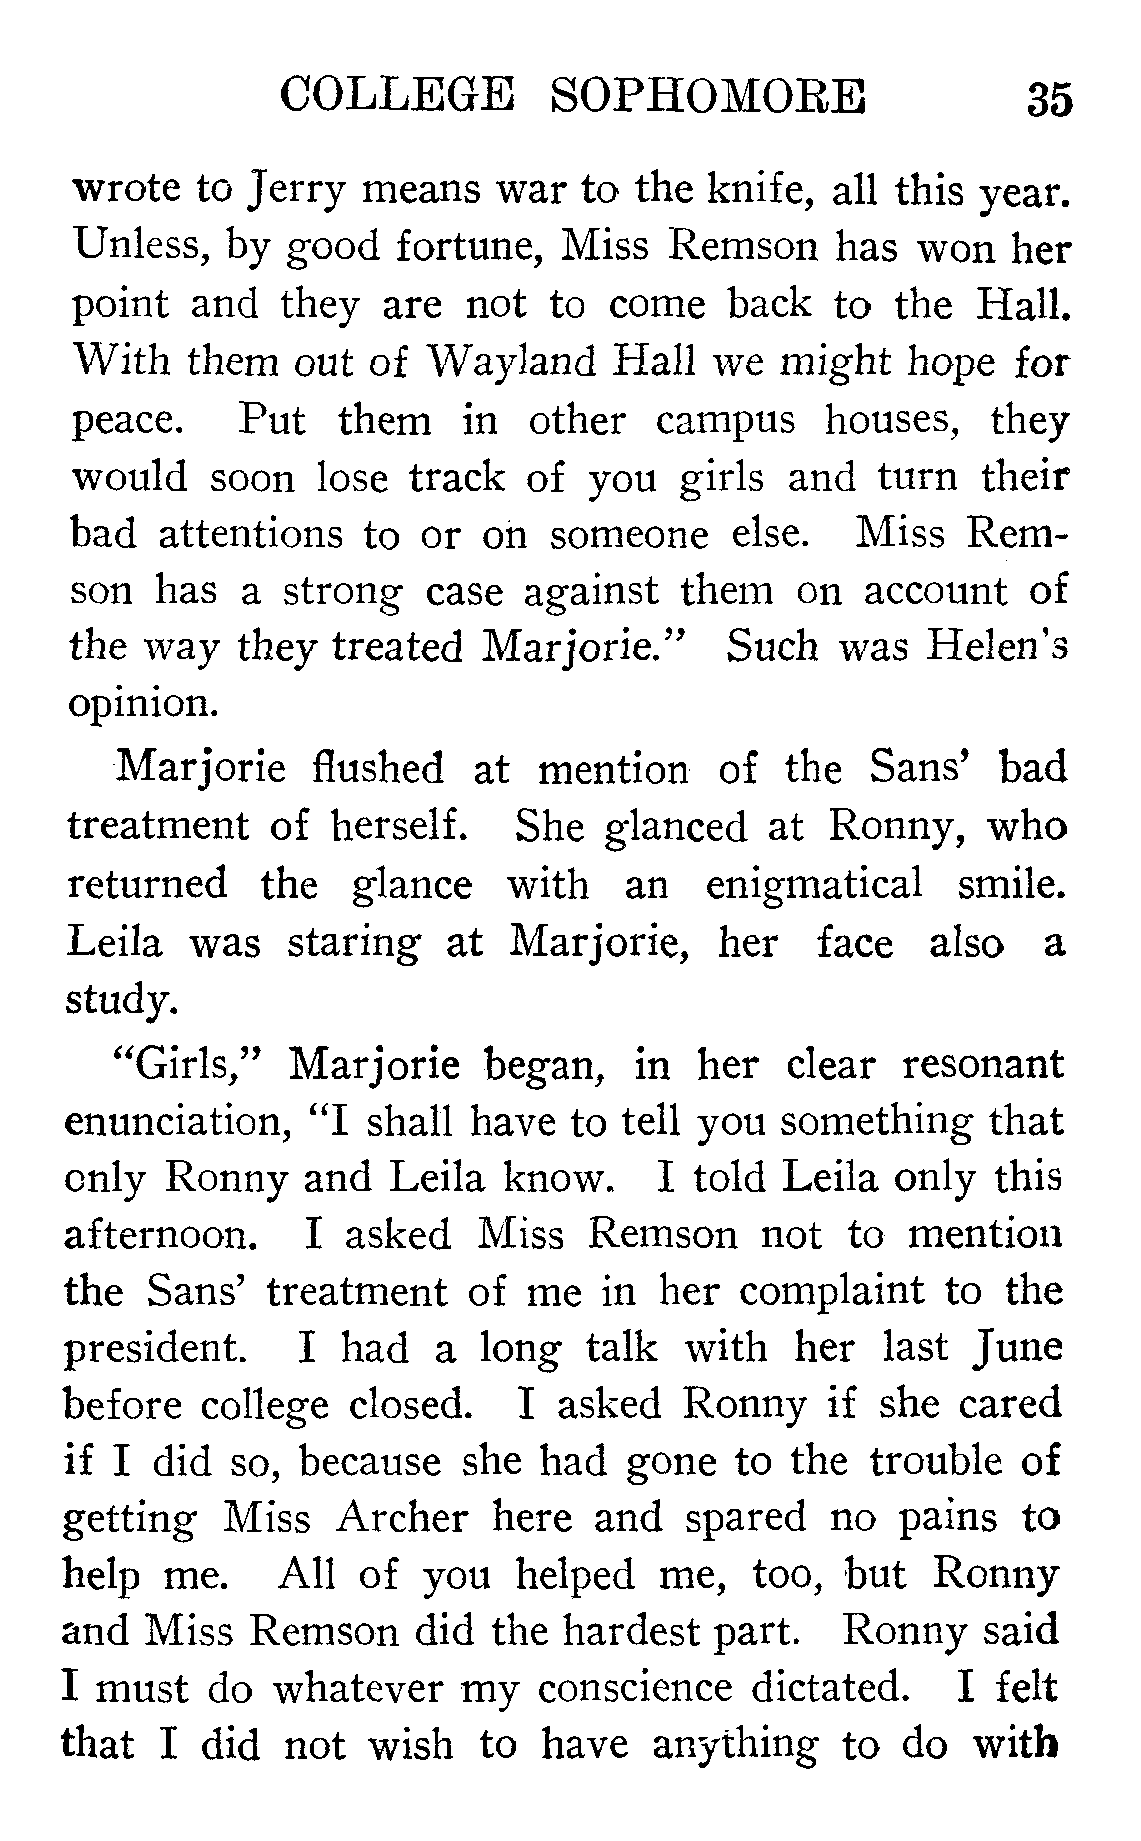 COLLEGE SOPHOMORE 35
wrote to Jerry means war to the knife, all this year.
Unless, by good fortune, Miss Remson has won her
point and they are not to come back to the Hall.
With them out of Wayland Hall we might hope for
peace. Put them in other campus houses, they
would soon lose track of you girls and turn their
bad attentions to or on someone else. Miss Rem-
son has a strong case against them on account of
the way they treated Marjorie.” Such was Helen's
opinion.
Marjorie flushed at mention of the Sans’ bad
treatment of herself. She glanced at Ronny, who
returned the glance with an enigmatical smile.
Leila was staring at Marjorie, her face also a
study.
“Girls,” Marjorie began, in her clear resonant
enunciation, “I shall have to tell you something that
only Ronny and Leila know. I told Leila only this
afternoon. I asked Miss Remson not to mention
the Sans’ treatment of me in her complaint to the
president. I had a long talk with her last June
before college closed. I asked Ronny if she cared
if I did so, because she had gone to the trouble of
getting Miss Archer here and spared no pains to
help me. All of you helped me, too, but Ronny
and Miss Remson did the hardest part. Ronny said
I must do whatever my conscience dictated. I felt
that I did not wish to have anything to do with